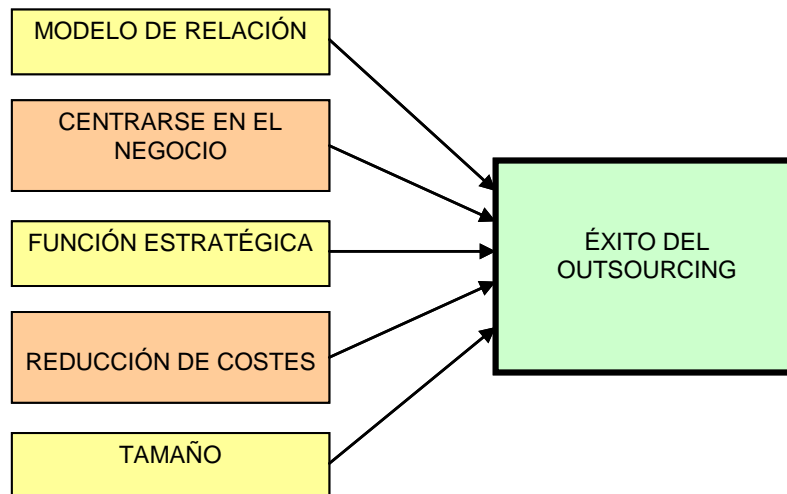 MODELO DE RELACIÓN
CENTRARSE EN EL
NEGOCIO
FUNCIÓN ESTRATÉGICA
REDUCCIÓN DE COSTES
TAMAÑO
ÉXITO DEL
OUTSOURCING